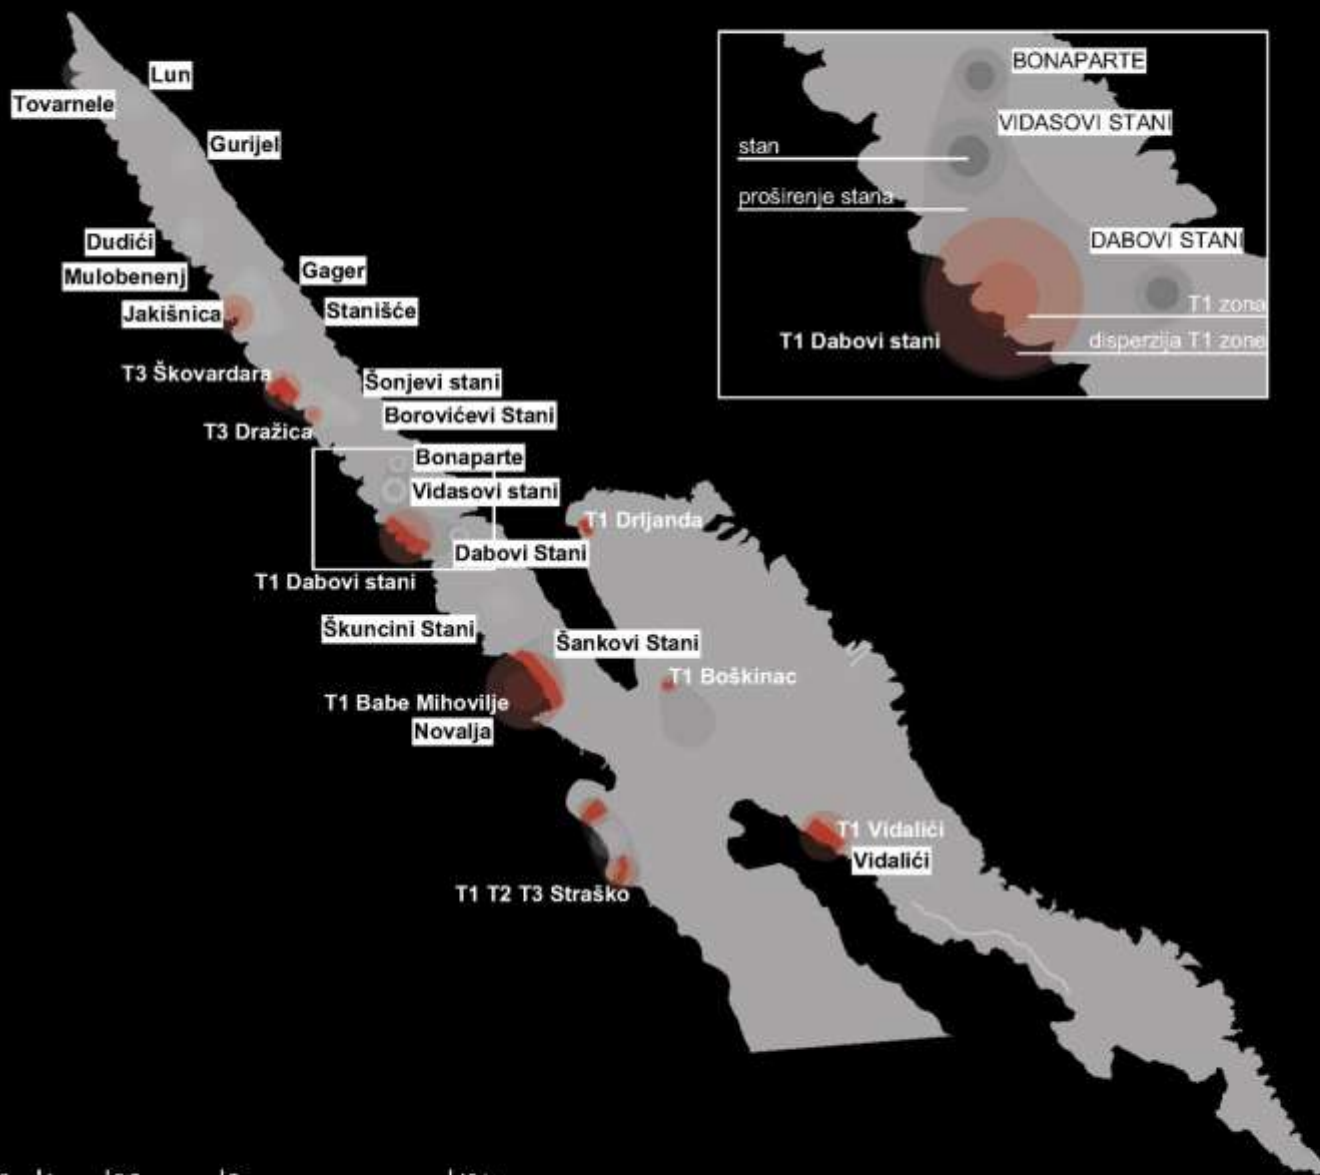 Lun
Tovarnele
Gurijel
Dudići
Mulobenenj
Jakišnica
Gager
Stanišće
T3 Škovardara
Šonjevi stani
T3 Dražica
Borovićevi Stani
Bonaparte
Vidasovi stani
T1 Drljanda
Dabovi Stani
T1 Dabovi stani
Škuncini Stani
Šankovi Stani
T1 Boškinac
T1 Babe Mihovilje
Novalja
T1 Vidalići
Vidalići
T1 T2 T3 Straško
BONAPARTE
VIDASOVI STANI
stan
proširenje stana
DABOVI STANI
T1 zona
T1 Dabovi stani
disperzija T1 zone